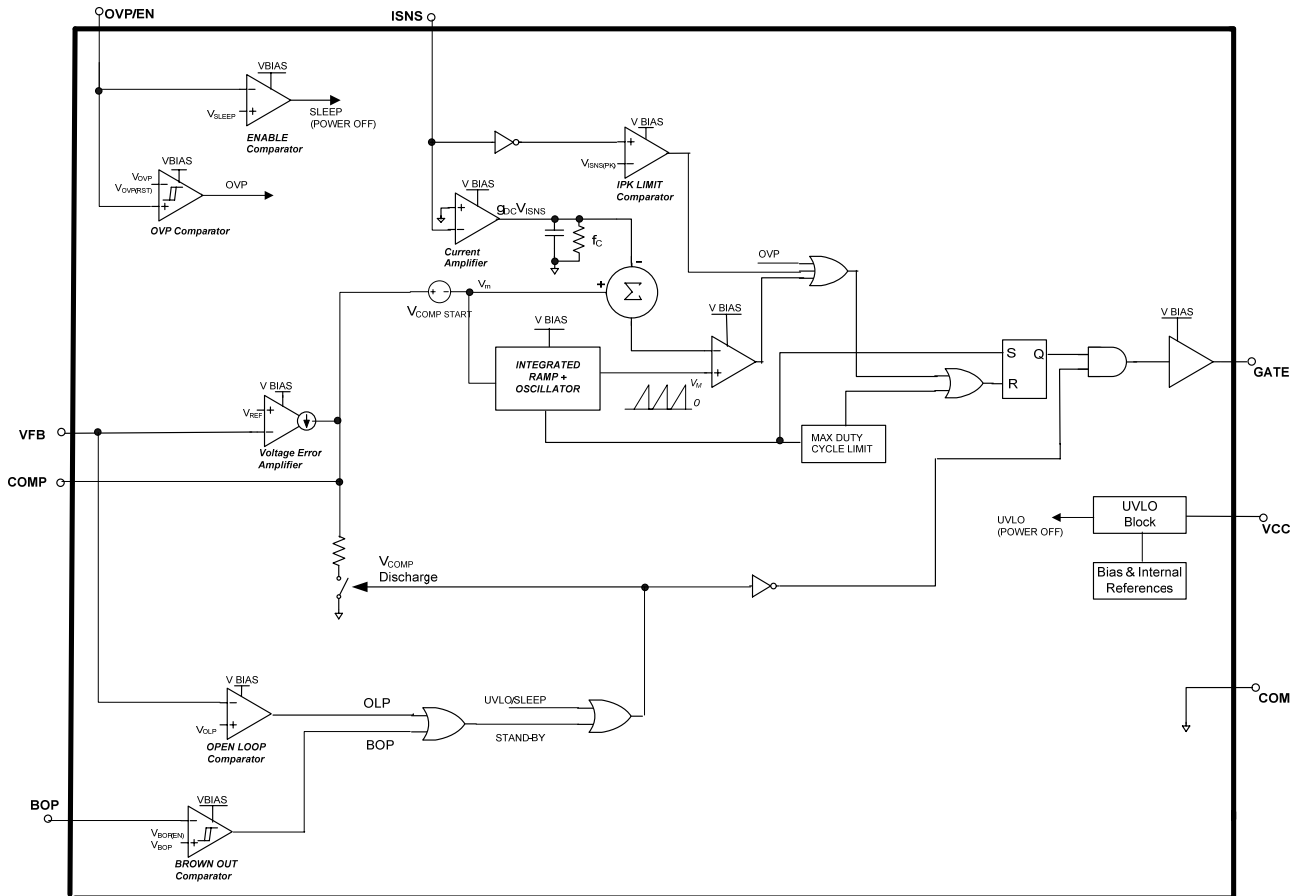 OVP/EN
ISNS
VBIAS
−
VSLEEP
+
SLEEP
(POWER OFF)
ENABLE
Comparator
VBIAS
VOVP
−
VOVP(RST)
+
OVP
OVP Comparator
V BIAS
+
VISNS(PK)
−
IPK LIMIT
Comparator
V BIAS
+
−
gDCVISNS
Current
Amplifier
fC
−
+
Σ
+ −
Vm
VCOMP START
V BIAS
INTEGRATED
RAMP +
OSCILLATOR
V BIAS
−
+
VM
0
OVP
S
Q
R
V BIAS
GATE
MAX DUTY
CYCLE LIMIT
V BIAS
VREF
+
−
Voltage Error
Amplifier
VFB
COMP
UVLO
(POWER OFF)
UVLO
Block
VCC
Bias & Internal
References
VCOMP
Discharge
V BIAS
−
VOLP
+
OPEN LOOP
Comparator
OLP
BOP
UVLO/SLEEP
STAND-BY
COM
BOP
VBIAS
−
VBOP(EN)
VBOP
+
BROWN OUT
Comparator